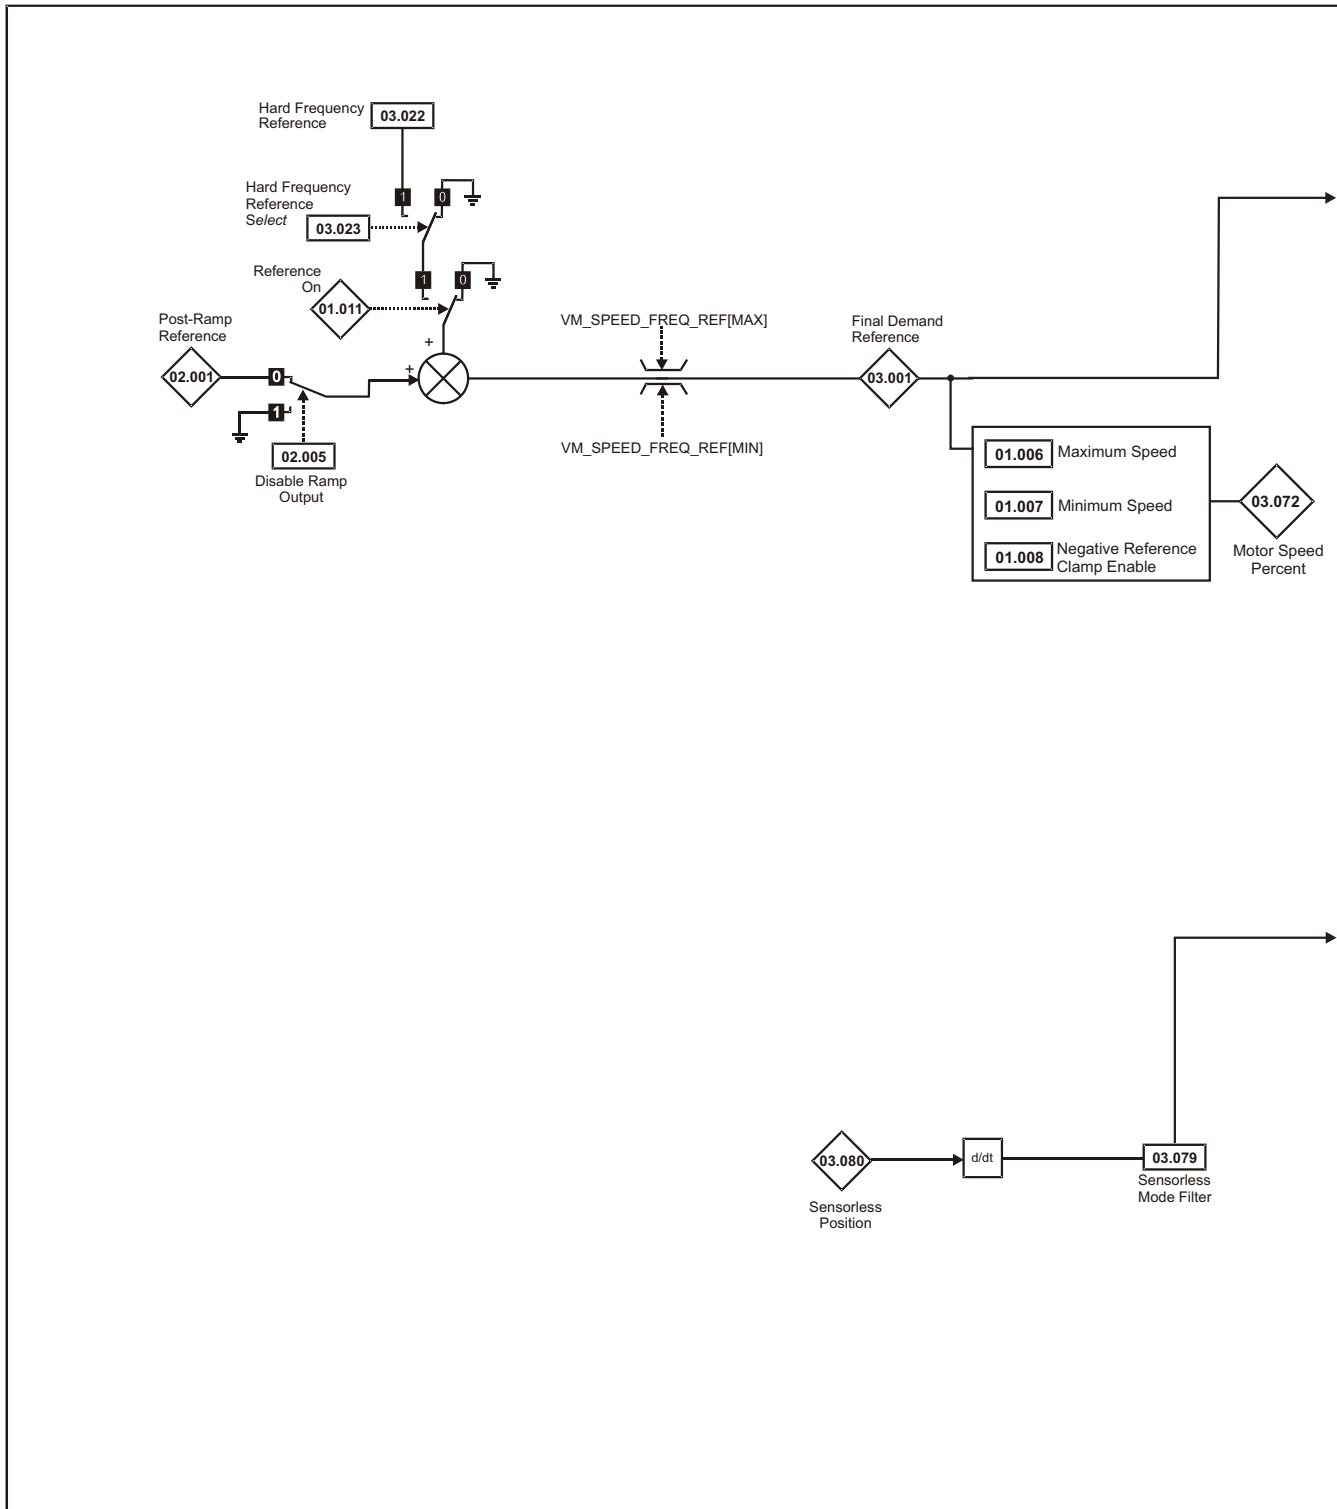 Hard Frequency
Reference
03.022
Hard Frequency
Reference
Select
1
0
03.023
Reference
On
1
0
01.011
+
Post-Ramp
Reference
02.001
0
+
1
02.005
Disable Ramp
Output
VM_SPEED_FREQ_REF[MAX]
VM_SPEED_FREQ_REF[MIN]
Final Demand
Reference
03.001
01.006 Maximum Speed
01.007 Minimum Speed
01.008 Negative Reference
Clamp Enable
03.072
Motor Speed
Percent
03.080
Sensorless
Position
d/dt
03.079
Sensorless
Mode Filter